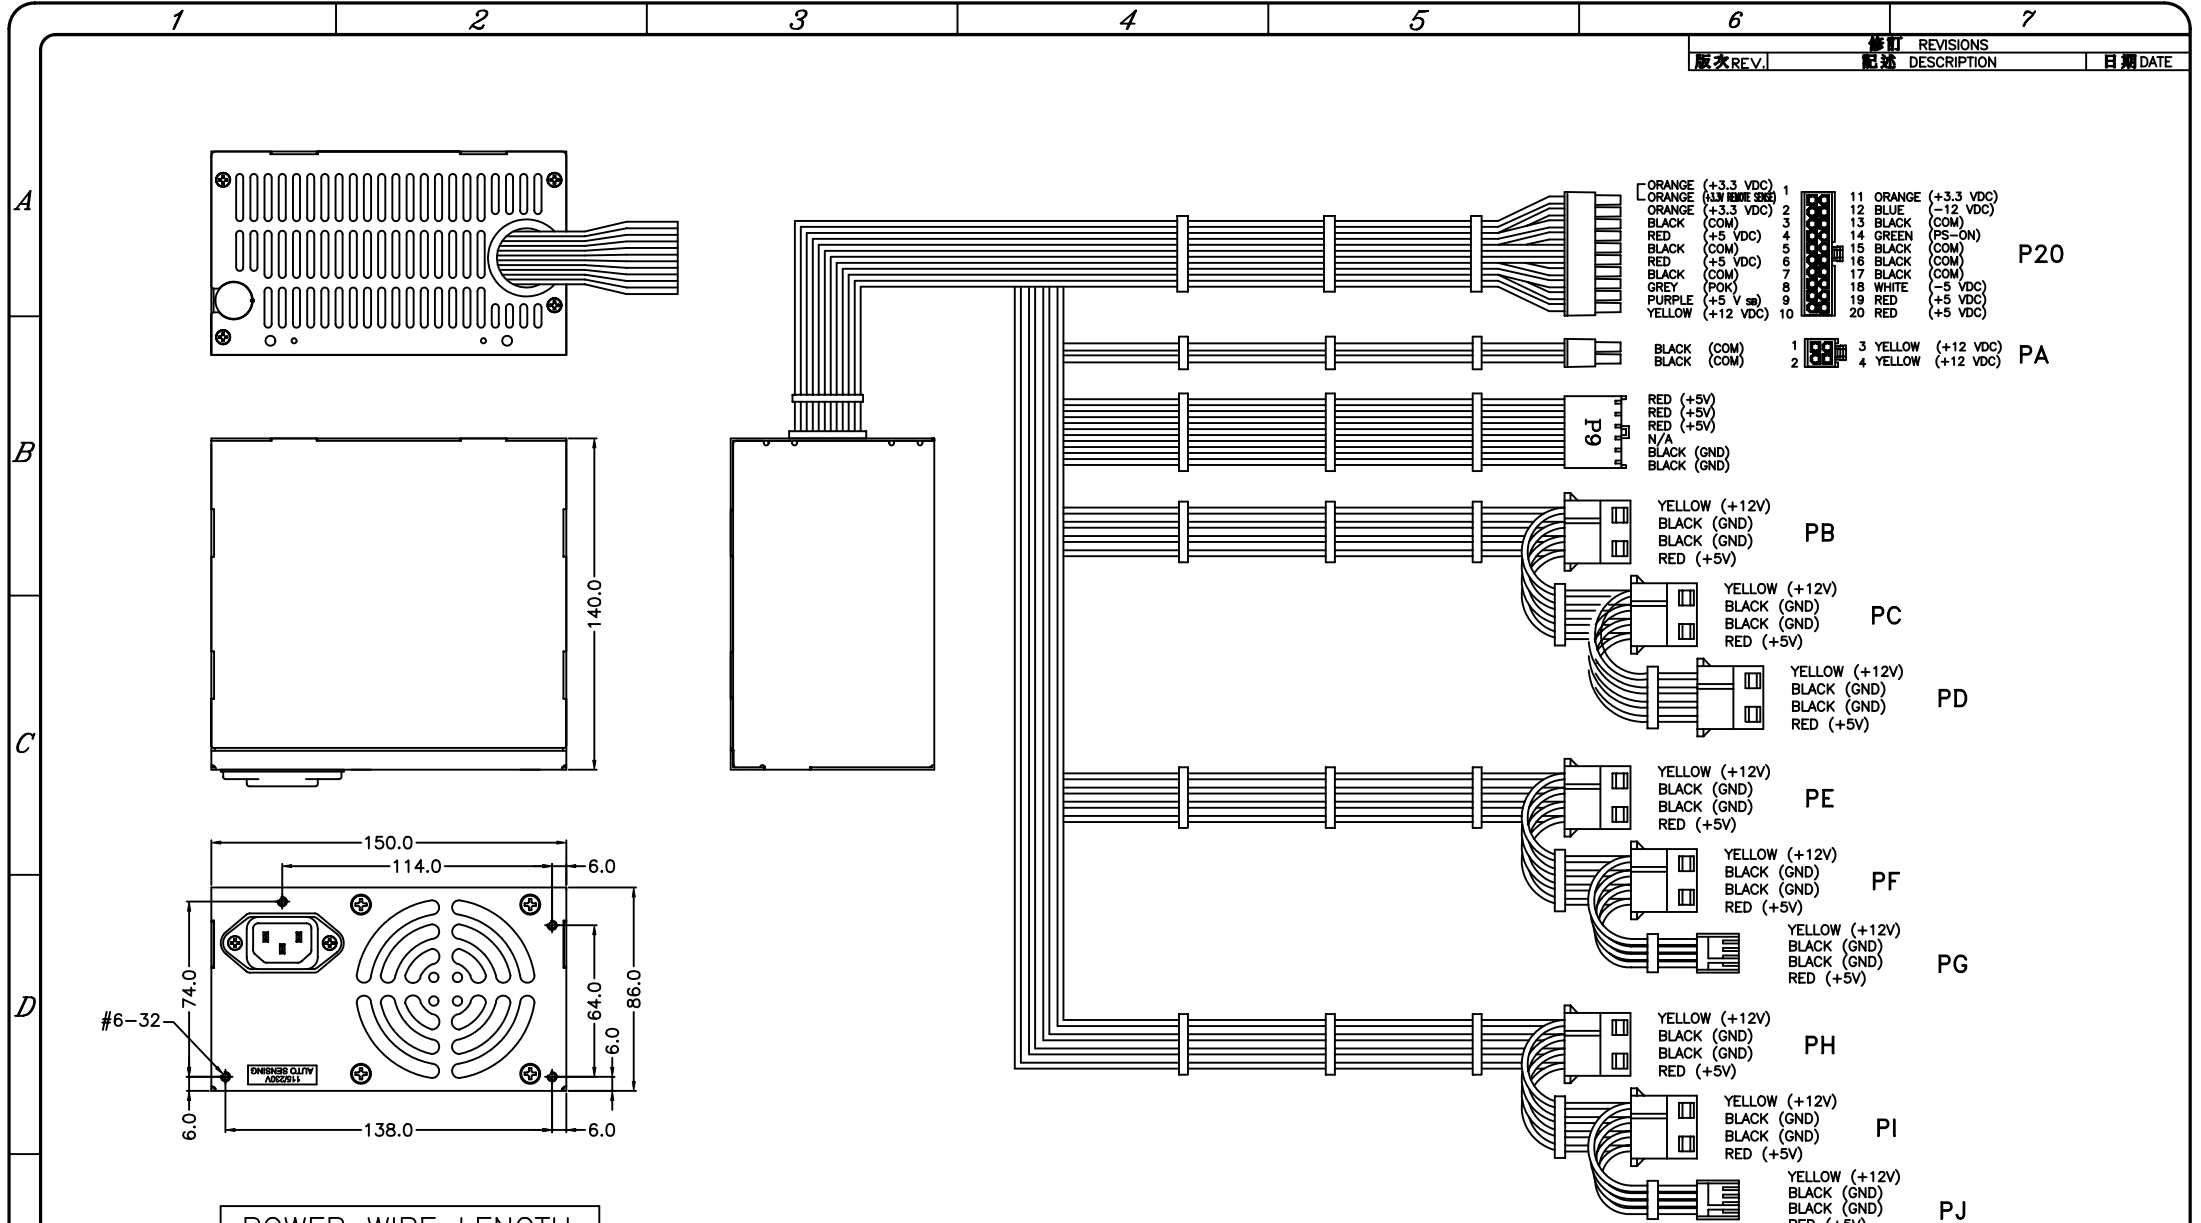 1 2 3 4 5 6 7
修訂 REVISIONS
版次REV. 記述 DESCRIPTION 日期DATE
A
B
C
D
ORANGE (+3.3 VDC) 1
ORANGE (+3.3V REMOTE SENSE)
ORANGE (+3.3 VDC) 2
BLACK (COM) 3
RED (+5 VDC) 4
BLACK (COM) 5
RED (+5 VDC) 6
BLACK (COM) 7
GREY (POK) 8
PURPLE (+5 V SB) 9
YELLOW (+12 VDC) 10
11 ORANGE (+3.3 VDC)
12 BLUE (-12 VDC)
13 BLACK (COM)
14 GREEN (PS-ON)
15 BLACK (COM)
16 BLACK (COM)
17 BLACK (COM)
18 WHITE (-5 VDC)
19 RED (+5 VDC)
20 RED (+5 VDC)
P20
BLACK (COM) 1
BLACK (COM) 2
3 YELLOW (+12 VDC)
4 YELLOW (+12 VDC)
PA
P9
RED (+5V)
RED (+5V)
RED (+5V)
N/A
BLACK (GND)
BLACK (GND)
YELLOW (+12V)
BLACK (GND)
BLACK (GND)
RED (+5V)
PB
YELLOW (+12V)
BLACK (GND)
BLACK (GND)
RED (+5V)
PC
YELLOW (+12V)
BLACK (GND)
BLACK (GND)
RED (+5V)
PD
YELLOW (+12V)
BLACK (GND)
BLACK (GND)
RED (+5V)
PE
YELLOW (+12V)
BLACK (GND)
BLACK (GND)
RED (+5V)
PF
YELLOW (+12V)
BLACK (GND)
BLACK (GND)
RED (+5V)
PG
YELLOW (+12V)
BLACK (GND)
BLACK (GND)
RED (+5V)
PH
YELLOW (+12V)
BLACK (GND)
BLACK (GND)
RED (+5V)
PI
YELLOW (+12V)
BLACK (GND)
BLACK (GND)
RED (+5V)
PJ
140.0
150.0
114.0
6.0
74.0
64.0
86.0
6.0
#6-32
115/230V
AUTO SENSING
6.0
138.0
6.0
POWER WIRE LENGTH